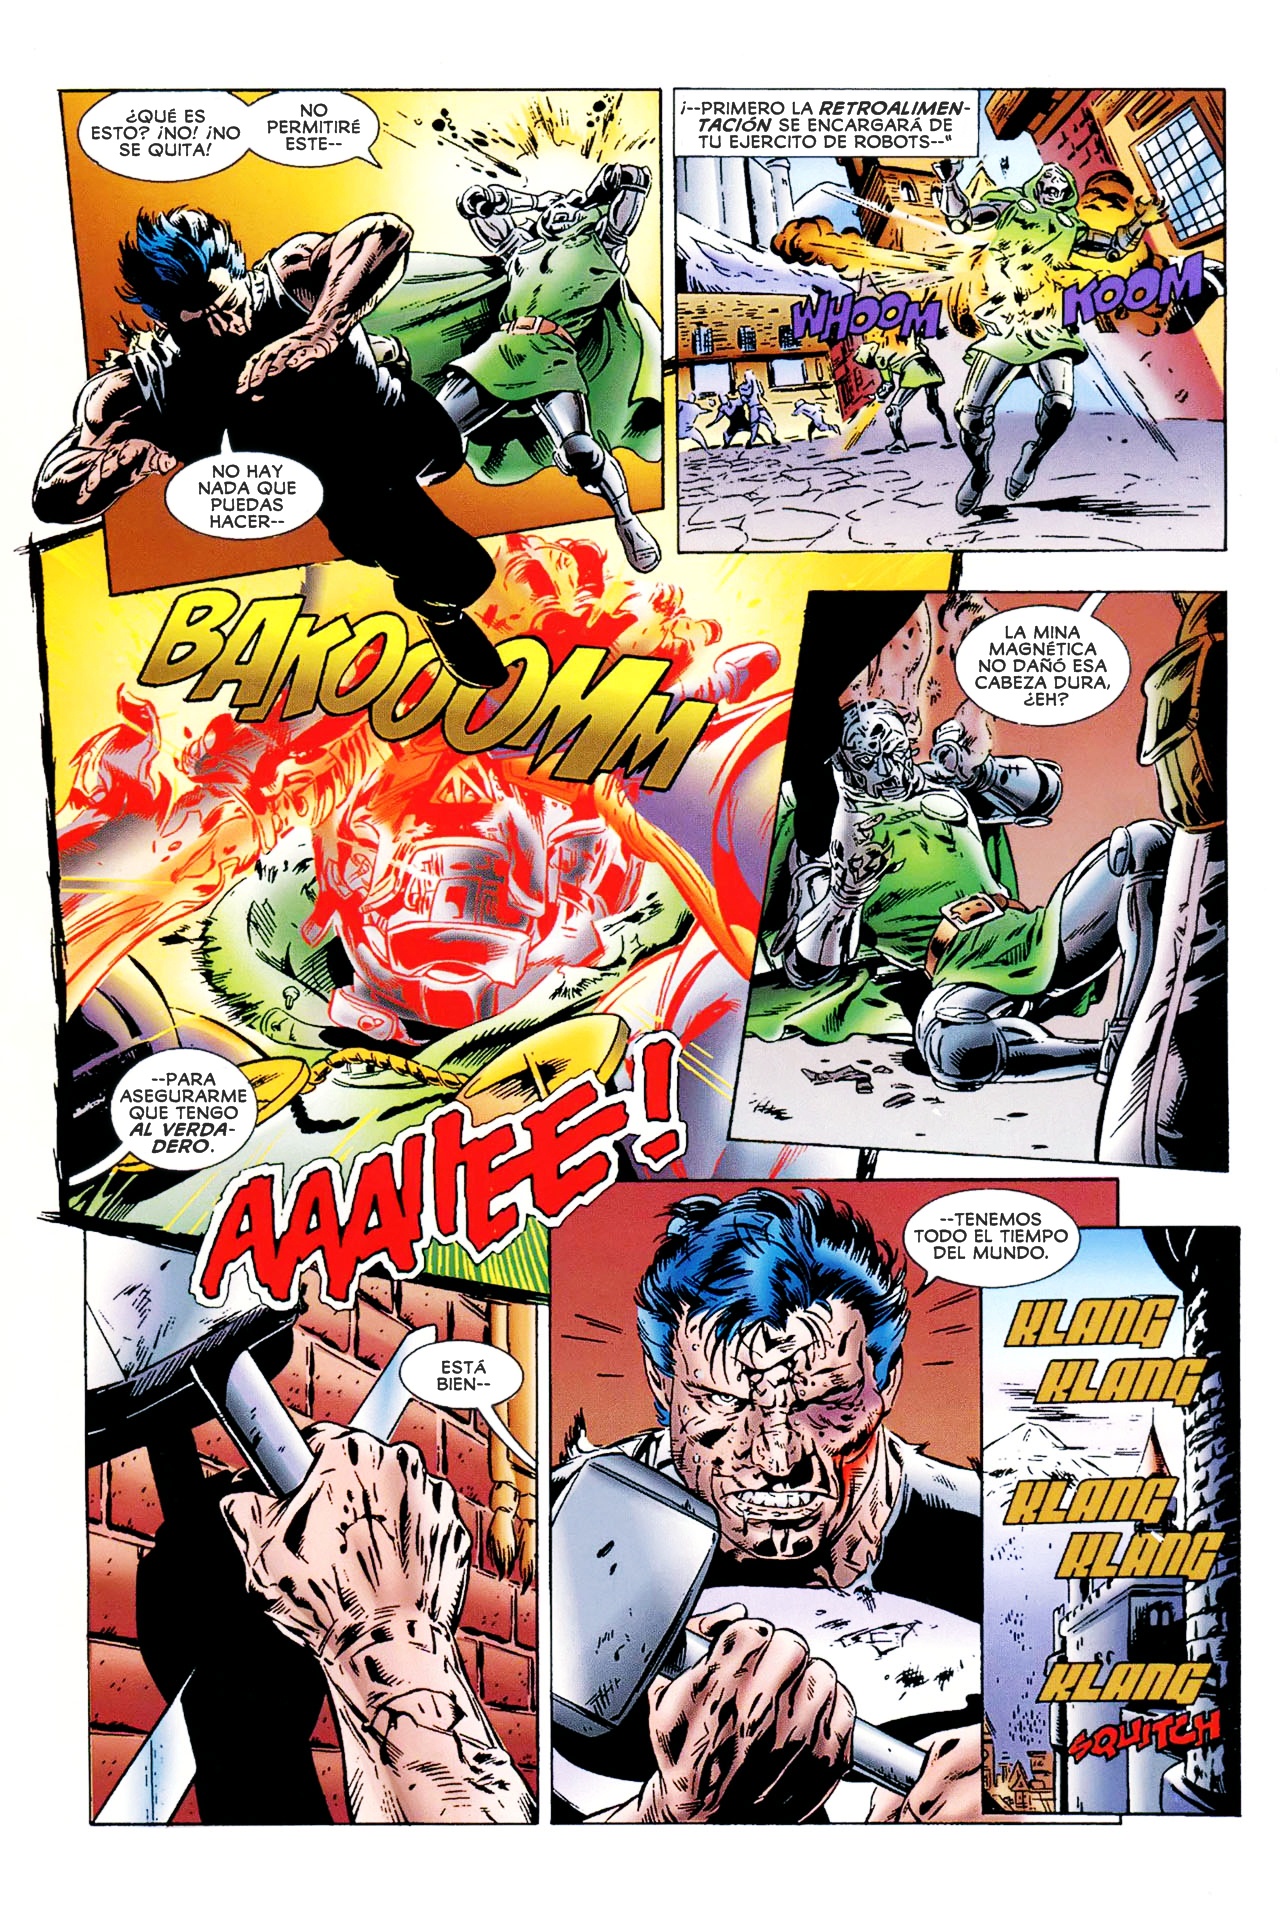 ¿QUÉ ES
ESTO? ¡NO! ¡NO
SE QUITA!
NO
PERMITIRÉ
ESTE--
NO HAY
NADA QUE
PUEDAS
HACER--
¡--PRIMERO LA RETROALIMEN-
TACIÓN SE ENCARGARÁ DE
TU EJERCITO DE ROBOTS--"
WHOOM
KOOM
BAKOOOOMM
--PARA
ASEGURARME
QUE TENGO
AL VERDA-
DERO.
AAAIIEEE!
LA MINA
MAGNÉTICA
NO DAÑÓ ESA
CABEZA DURA,
¿EH?
ESTÁ
BIEN--
--TENEMOS
TODO EL TIEMPO
DEL MUNDO.
KLANG
KLANG
KLANG
KLANG
KLANG
SQUITCH